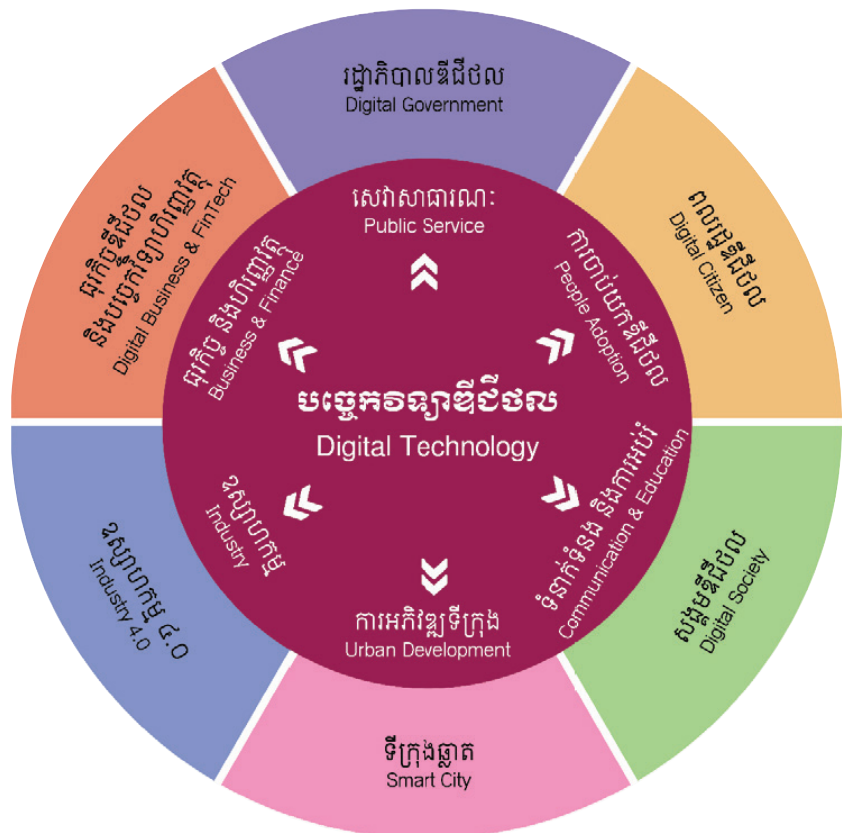 រដ្ឋាភិបាលឌីជីថល
Digital Government
ពលរដ្ឋឌីជីថល
Digital Citizen
សង្គមឌីជីថល
Digital Society
ទីក្រុងឆ្លាត
Smart City
ឧស្សាហកម្ម ៤.០
Industry 4.0
ធុរកិច្ចឌីជីថល
និងបច្ចេកវិទ្យាហិរញ្ញវត្ថុ
Digital Business & FinTech
សេវាសាធារណៈ
Public Service
ការចាប់យកឌីជីថល
People Adoption
ទំនាក់ទំនង និងការអប់រំ
Communication & Education
ការអភិវឌ្ឍទីក្រុង
Urban Development
ឧស្សាហកម្ម
Industry
ធុរកិច្ច និងហិរញ្ញវត្ថុ
Business & Finance
បច្ចេកវិទ្យាឌីជីថល
Digital Technology